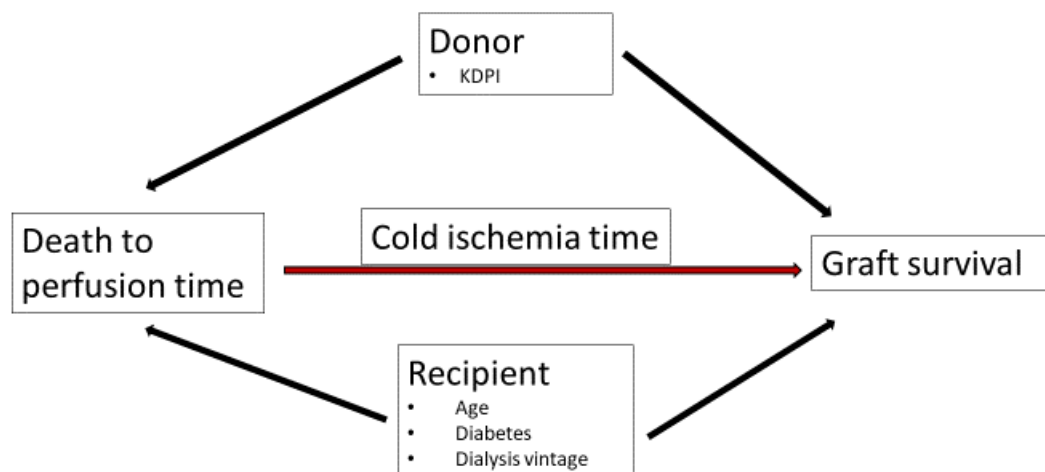 Donor
• KDPI
Death to
perfusion time
Cold ischemia time
Graft survival
Recipient
• Age
• Diabetes
• Dialysis vintage